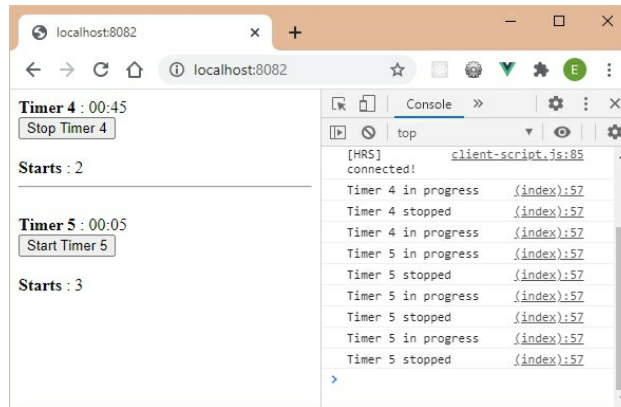 localhost:8082
localhost:8082
E
Timer 4 : 00:45
Stop Timer 4
Starts : 2
Timer 5 : 00:05
Start Timer 5
Starts : 3
Console
top
[HRS] connected! client-script.js:85
Timer 4 in progress (index):57
Timer 4 stopped (index):57
Timer 4 in progress (index):57
Timer 5 in progress (index):57
Timer 5 stopped (index):57
Timer 5 in progress (index):57
Timer 5 stopped (index):57
Timer 5 in progress (index):57
Timer 5 stopped (index):57